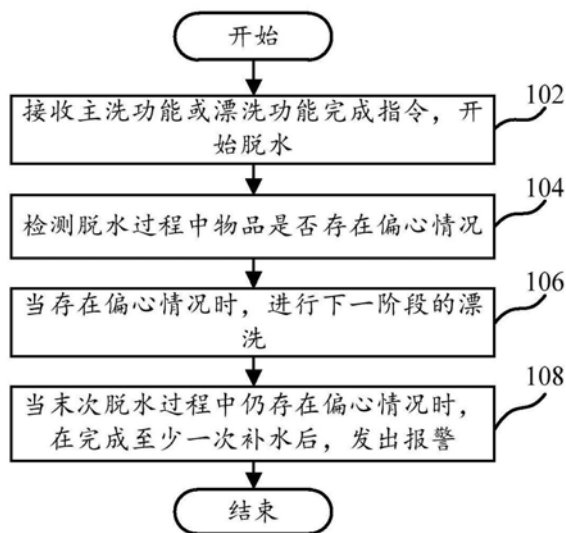 开始
接收主洗功能或漂洗功能完成指令，开
始脱水
102
检测脱水过程中物品是否存在偏心情况
104
当存在偏心情况时，进行下一阶段的漂
洗
106
当末次脱水过程中仍存在偏心情况时，
在完成至少一次补水后，发出报警
108
结束